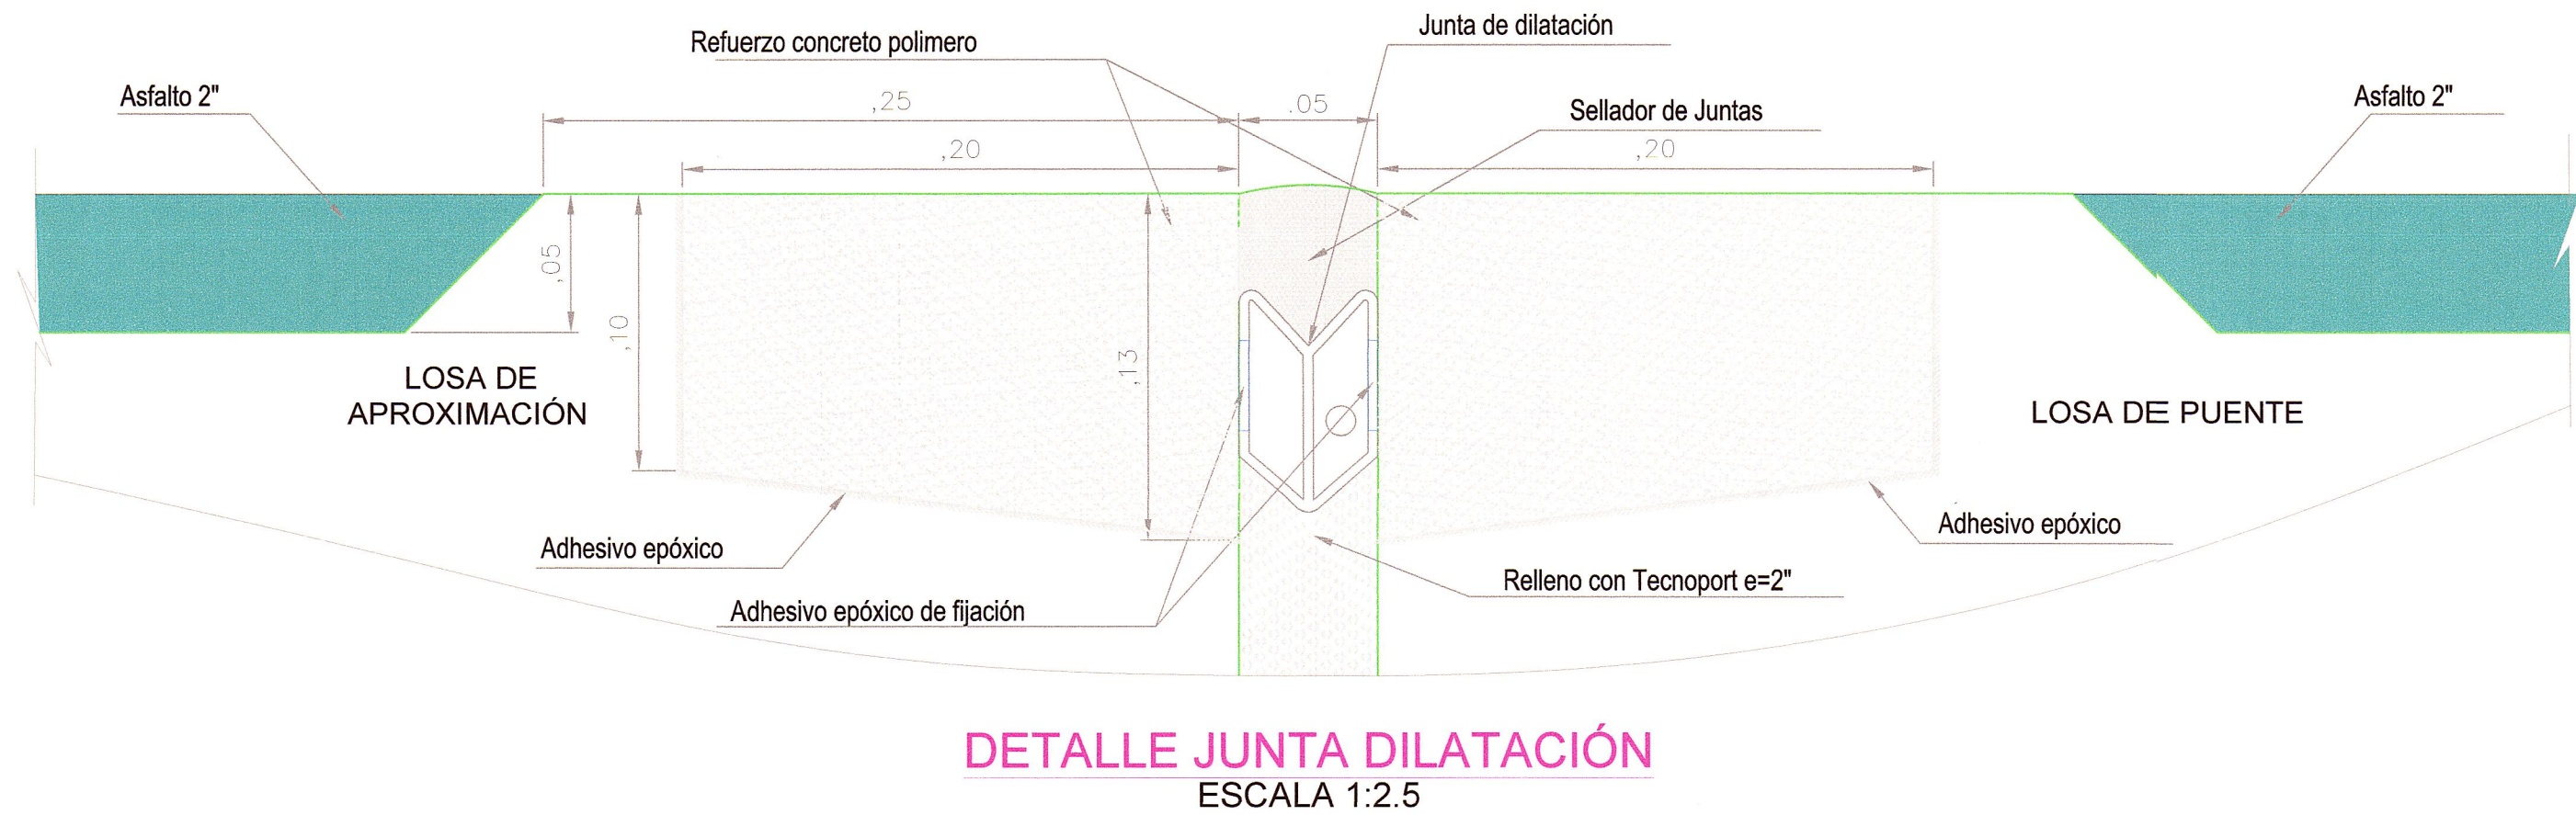 Junta de dilatación
Refuerzo concreto polimero
Asfalto 2"
Asfalto 2"
,25
.05
Sellador de Juntas
,20
,20
,05
,10
,13
LOSA DE
APROXIMACIÓN
LOSA DE PUENTE
Adhesivo epóxico
Adhesivo epóxico
Relleno con Tecnoport e=2"
Adhesivo epóxico de fijación
DETALLE JUNTA DILATACIÓN
ESCALA 1:2.5